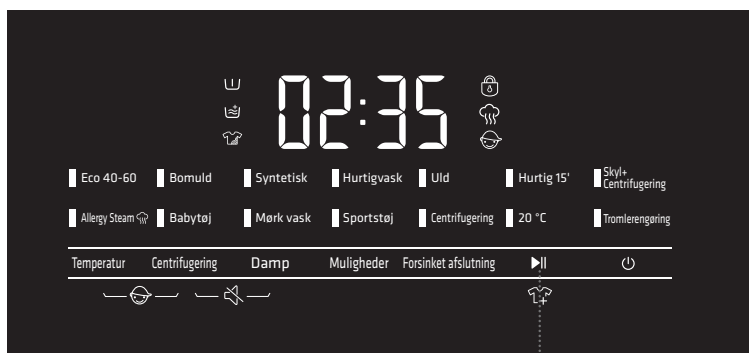 02:35
Eco 40-60 Bomuld Syntetisk Hurtigvask Uld Hurtig 15' Skyl+
Centrifugering
Allergy Steam Babytøj Mørk vask Sportstøj Centrifugering 20 °C Tromlerengøring
Temperatur Centrifugering Damp Muligheder Forsinket afslutning